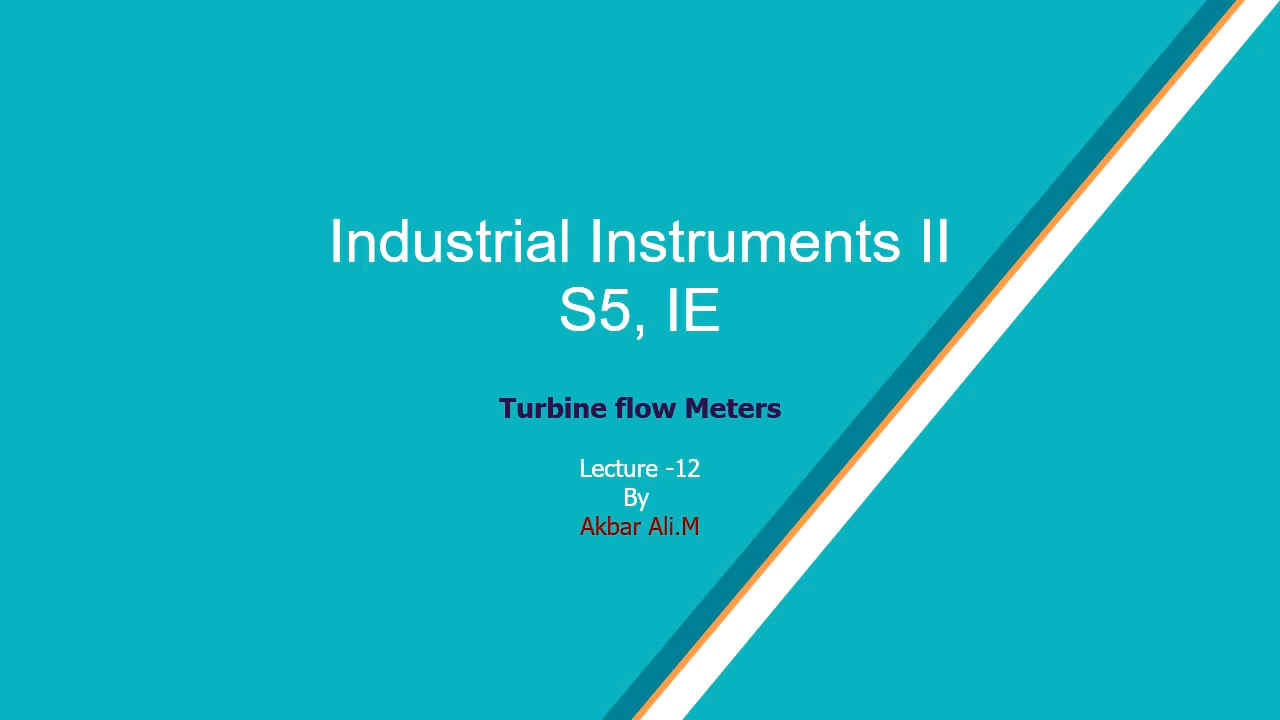 Industrial Instruments II
S5, IE
Turbine flow Meters
Lecture -12
By
Akbar Ali.M